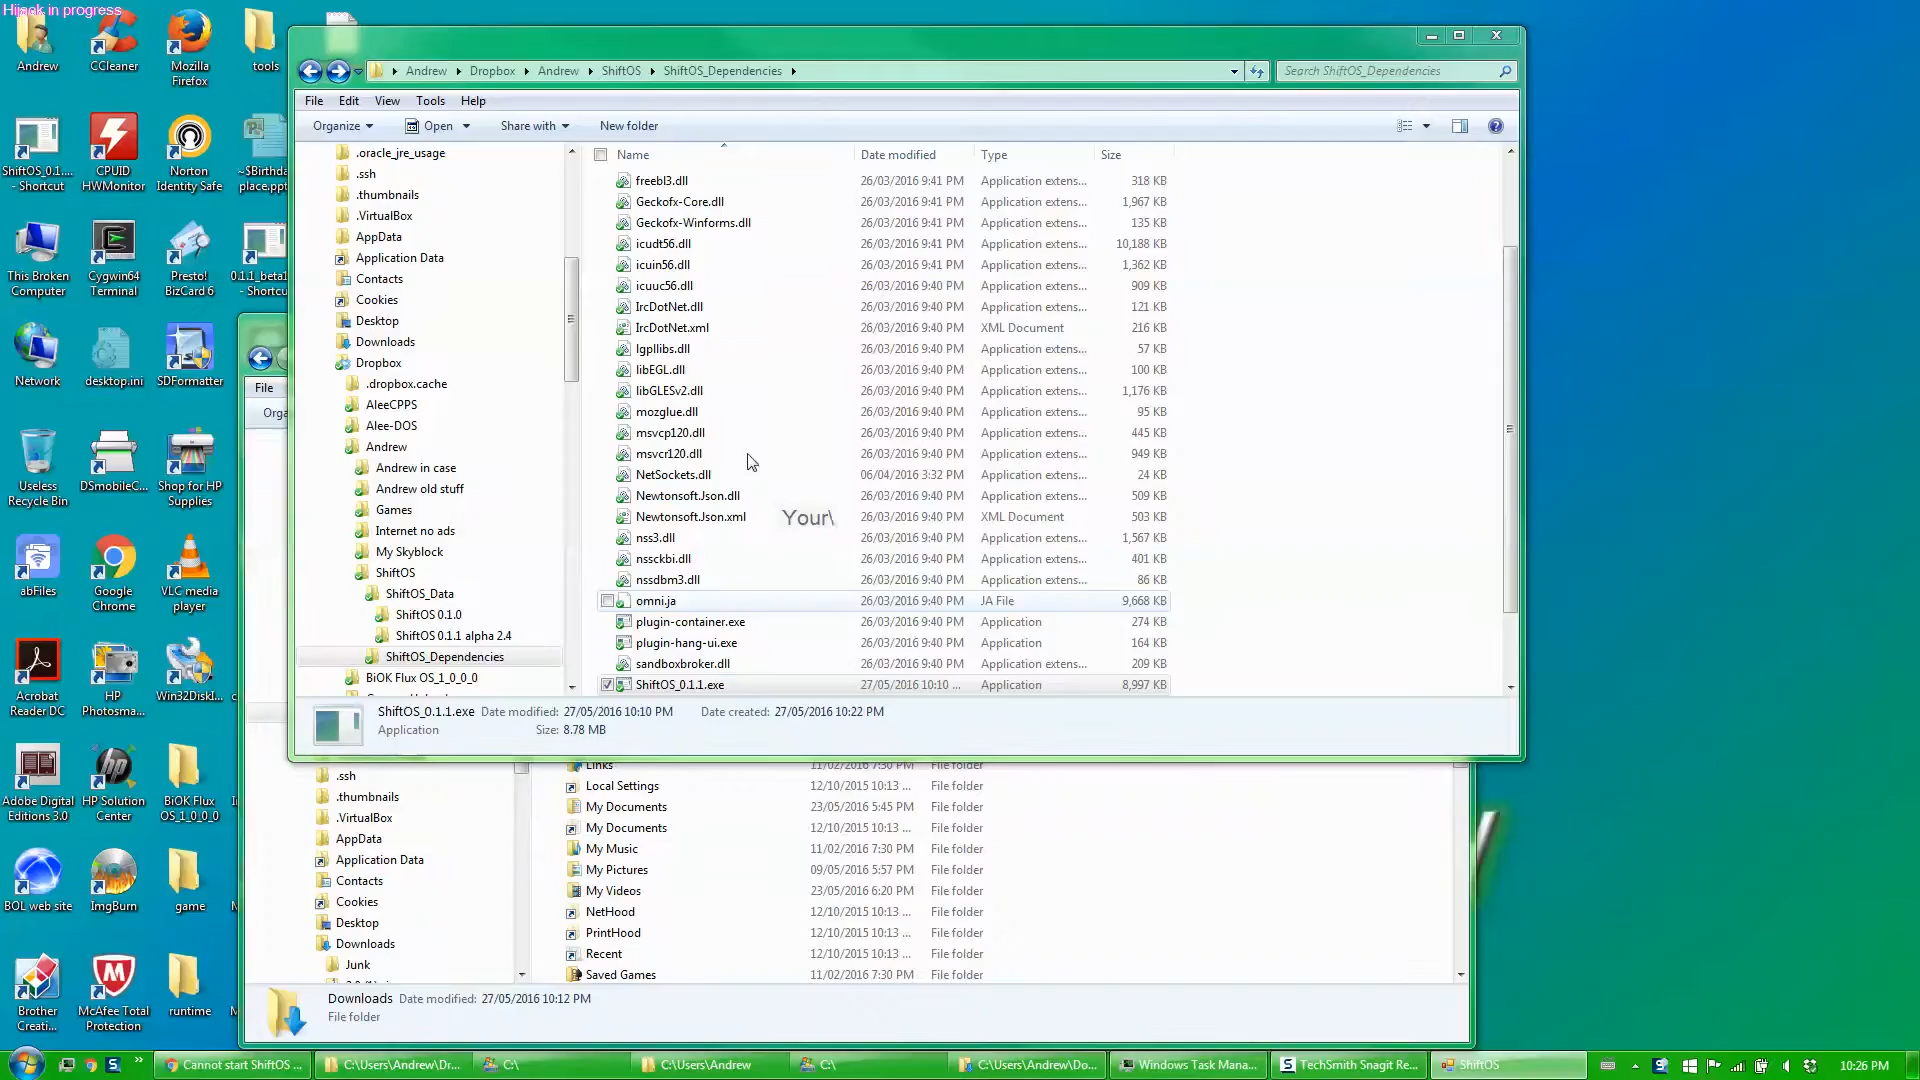 Hijack in progress
Andrew
CCleaner
Mozilla
Firefox
tools
ShiftOS_0.1....
- Shortcut
CPUID
HWMonitor
Norton
Identity Safe
~$Birthda
place.ppt
This Broken
Computer
Cygwin64
Terminal
Presto!
BizCard 6
0.1.1_beta1
- Shortcu
Network
desktop.ini
SDFormatter
Useless
Recycle Bin
DSmobileC...
Shop for HP
Supplies
abFiles
Google
Chrome
VLC media
player
Acrobat
Reader DC
HP
Photosma...
Win32DiskI...
Adobe Digital
Editions 3.0
HP Solution
Center
BiOK Flux
OS_1_0_0_0
BOL web site
ImgBurn
game
Brother
Creati...
McAfee Total
Protection
runtime
Andrew
Dropbox
Andrew
ShiftOS
ShiftOS_Dependencies
Search ShiftOS_Dependencies
File Edit View Tools Help
Organize Open Share with New folder
.oracle_jre_usage
.ssh
.thumbnails
.VirtualBox
AppData
Application Data
Contacts
Cookies
Desktop
Downloads
Dropbox
.dropbox.cache
AleeCPPS
Alee-DOS
Andrew
Andrew in case
Andrew old stuff
Games
Internet no ads
My Skyblock
ShiftOS
ShiftOS_Data
ShiftOS 0.1.0
ShiftOS 0.1.1 alpha 2.4
ShiftOS_Dependencies
BiOK Flux OS_1_0_0_0
Name Date modified Type Size
freebl3.dll 26/03/2016 9:41 PM Application extens... 318 KB
Geckofx-Core.dll 26/03/2016 9:41 PM Application extens... 1,967 KB
Geckofx-Winforms.dll 26/03/2016 9:41 PM Application extens... 135 KB
icudt56.dll 26/03/2016 9:41 PM Application extens... 10,188 KB
icuin56.dll 26/03/2016 9:41 PM Application extens... 1,362 KB
icuuc56.dll 26/03/2016 9:41 PM Application extens... 909 KB
IrcDotNet.dll 26/03/2016 9:41 PM Application extens... 121 KB
IrcDotNet.xml 26/03/2016 9:40 PM XML Document 216 KB
lgpllibs.dll 26/03/2016 9:40 PM Application extens... 57 KB
libEGL.dll 26/03/2016 9:40 PM Application extens... 100 KB
libGLESv2.dll 26/03/2016 9:40 PM Application extens... 1,176 KB
mozglue.dll 26/03/2016 9:40 PM Application extens... 95 KB
msvcp120.dll 26/03/2016 9:40 PM Application extens... 445 KB
msvcr120.dll 26/03/2016 9:40 PM Application extens... 949 KB
NetSockets.dll 06/04/2016 3:32 PM Application extens... 24 KB
Newtonsoft.Json.dll 26/03/2016 9:40 PM Application extens... 509 KB
Newtonsoft.Json.xml 26/03/2016 9:40 PM XML Document 503 KB
Your\
nss3.dll 26/03/2016 9:40 PM Application extens... 1,567 KB
nssckbi.dll 26/03/2016 9:40 PM Application extens... 401 KB
nssdbm3.dll 26/03/2016 9:40 PM Application extens... 86 KB
omni.ja 26/03/2016 9:40 PM JA File 9,668 KB
plugin-container.exe 26/03/2016 9:40 PM Application 274 KB
plugin-hang-ui.exe 26/03/2016 9:40 PM Application 164 KB
sandboxbroker.dll 26/03/2016 9:40 PM Application extens... 209 KB
ShiftOS_0.1.1.exe 27/05/2016 10:10 ... Application 8,997 KB
ShiftOS_0.1.1.exe Date modified: 27/05/2016 10:10 PM Date created: 27/05/2016 10:22 PM
Application Size: 8.78 MB
File
Orga
.ssh
.thumbnails
.VirtualBox
AppData
Application Data
Contacts
Cookies
Desktop
Downloads
Junk
Links 11/02/2016 7:30 PM File folder
Local Settings 12/10/2015 10:13 ... File folder
My Documents 23/05/2016 5:45 PM File folder
My Documents 12/10/2015 10:13 ... File folder
My Music 11/02/2016 7:30 PM File folder
My Pictures 09/05/2016 5:57 PM File folder
My Videos 23/05/2016 6:20 PM File folder
NetHood 12/10/2015 10:13 ... File folder
PrintHood 12/10/2015 10:13 ... File folder
Recent 12/10/2015 10:13 ... File folder
Saved Games 11/02/2016 7:30 PM File folder
Downloads Date modified: 27/05/2016 10:12 PM
File folder
Cannot start ShiftOS ...
C:\Users\Andrew\Dr...
C:\
C:\Users\Andrew
C:\
C:\Users\Andrew\Do...
Windows Task Mana...
TechSmith Snagit Re...
ShiftOS
10:26 PM